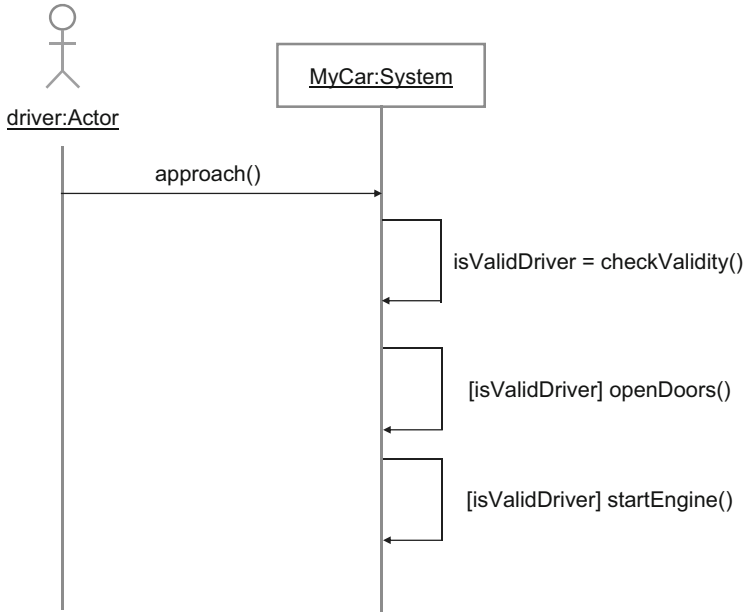 MyCar:System
driver:Actor
approach()
isValidDriver = checkValidity()
[isValidDriver] openDoors()
[isValidDriver] startEngine()